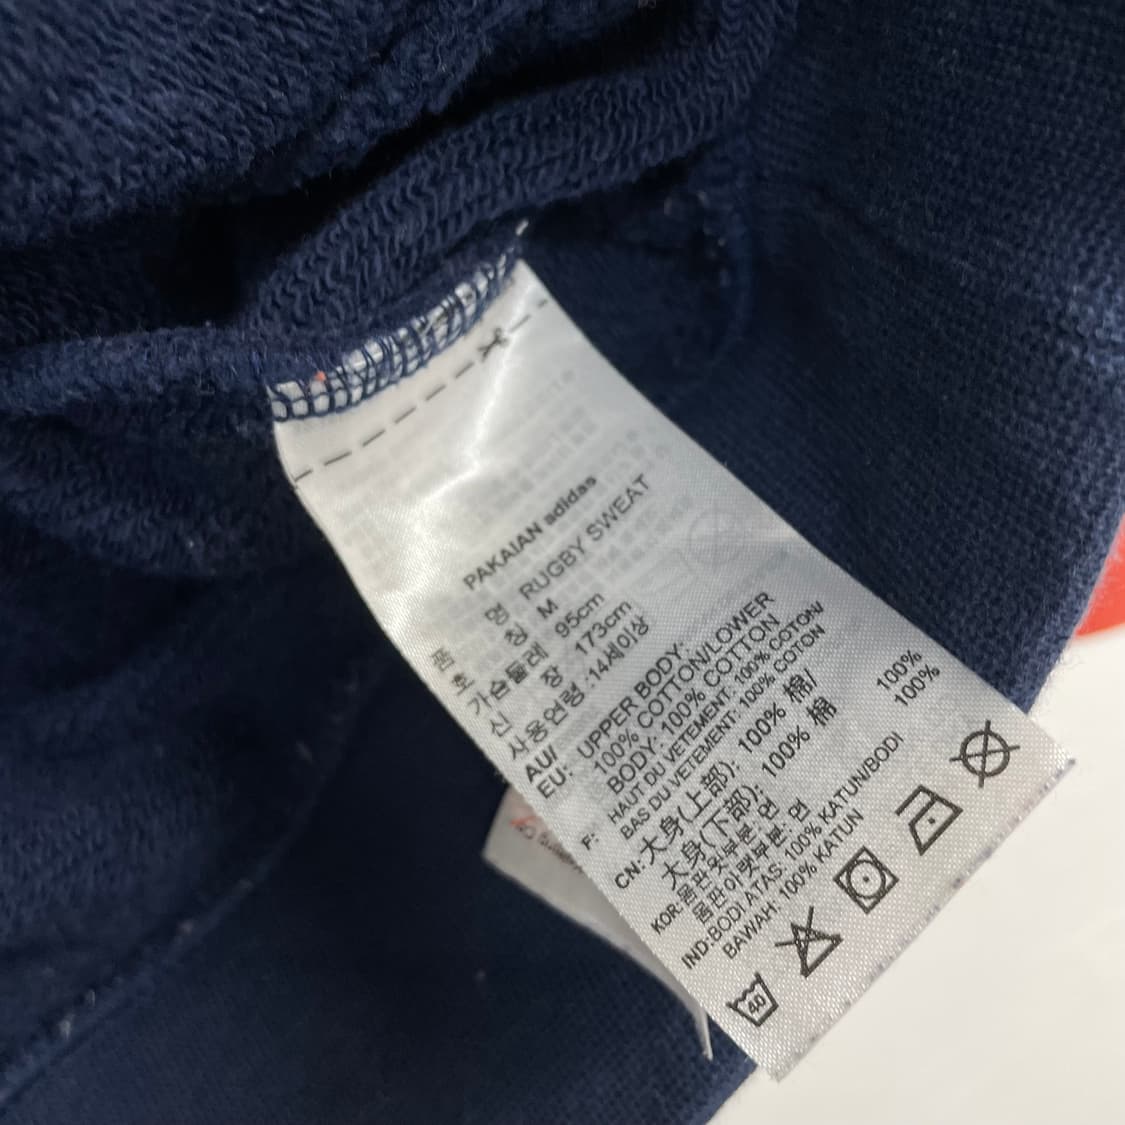 PAKAIAN adidas
품 명 RUGBY SWEAT
호 칭 M
가슴둘레 95cm
신 장 173cm
사용연령 :14세이상
AU/
EU: UPPER BODY:
100% COTTON/LOWER
BODY: 100% COTTON
F: HAUT DU VETEMENT: 100% COTON/
BAS DU VETEMENT: 100% COTON
CN: 大身(上部): 100% 棉/
大身(下部): 100% 棉
KOR: 몸판윗부분: 면 100%
몸판아랫부분: 면 100%
IND:BODI ATAS: 100% KATUN/BODI
BAWAH: 100% KATUN
40